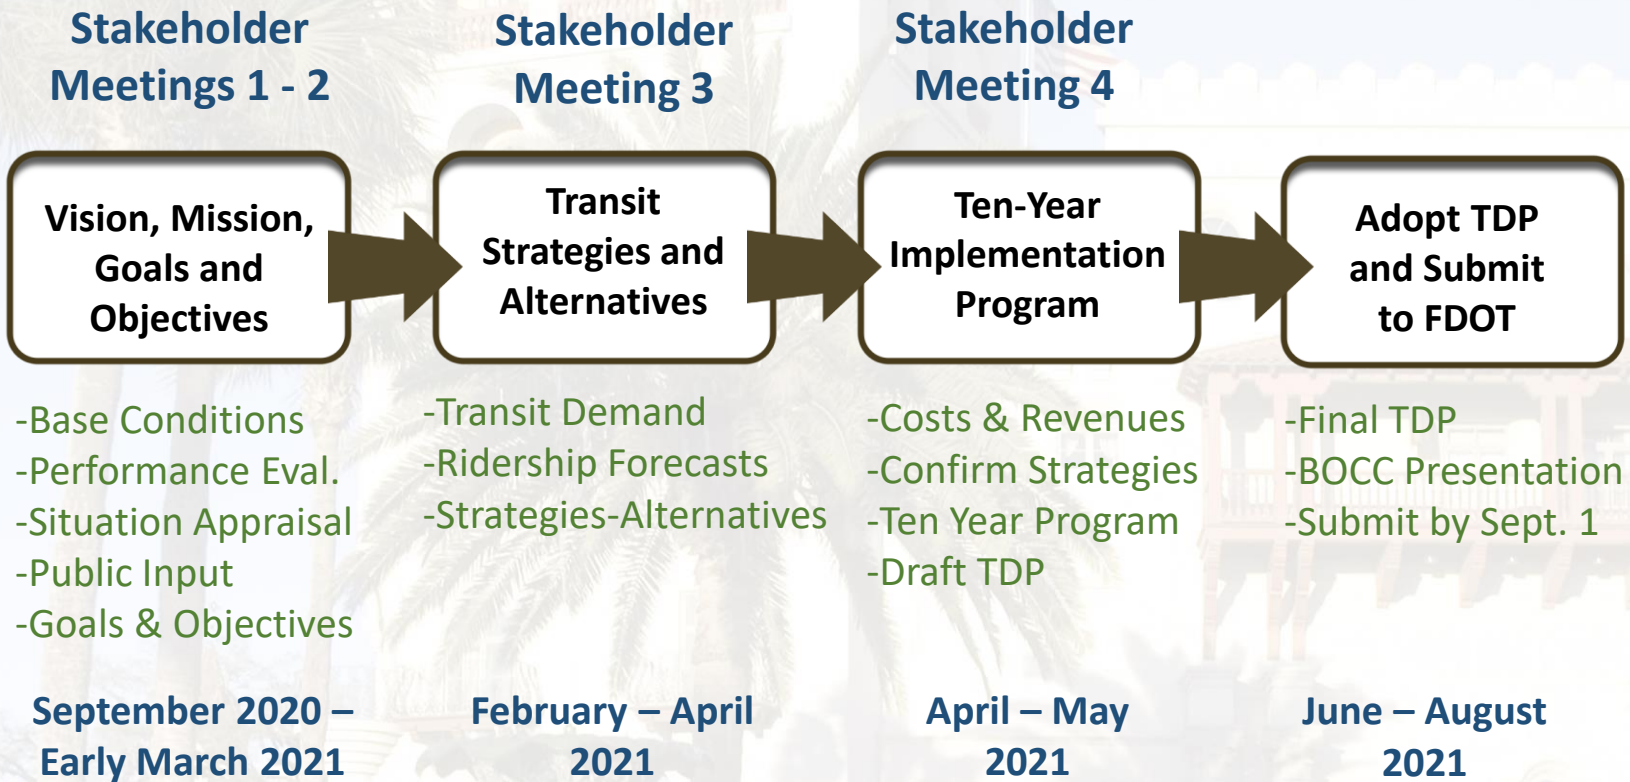 Stakeholder
Meetings 1 - 2
Stakeholder
Meeting 3
Stakeholder
Meeting 4
Vision, Mission,
Goals and
Objectives
Transit
Strategies and
Alternatives
Ten-Year
Implementation
Program
Adopt TDP
and Submit
to FDOT
-Base Conditions
-Performance Eval.
-Situation Appraisal
-Public Input
-Goals & Objectives
-Transit Demand
-Ridership Forecasts
-Strategies-Alternatives
-Costs & Revenues
-Confirm Strategies
-Ten Year Program
-Draft TDP
-Final TDP
-BOCC Presentation
-Submit by Sept. 1
September 2020 –
Early March 2021
February – April
2021
April – May
2021
June – August
2021